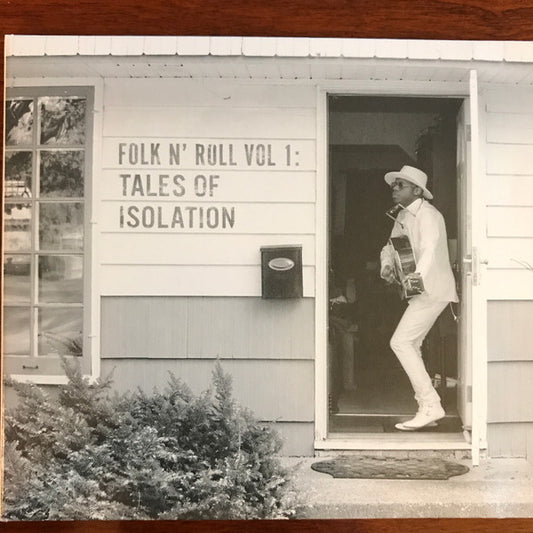 FOLK N' ROLL VOL 1:
TALES OF
ISOLATION